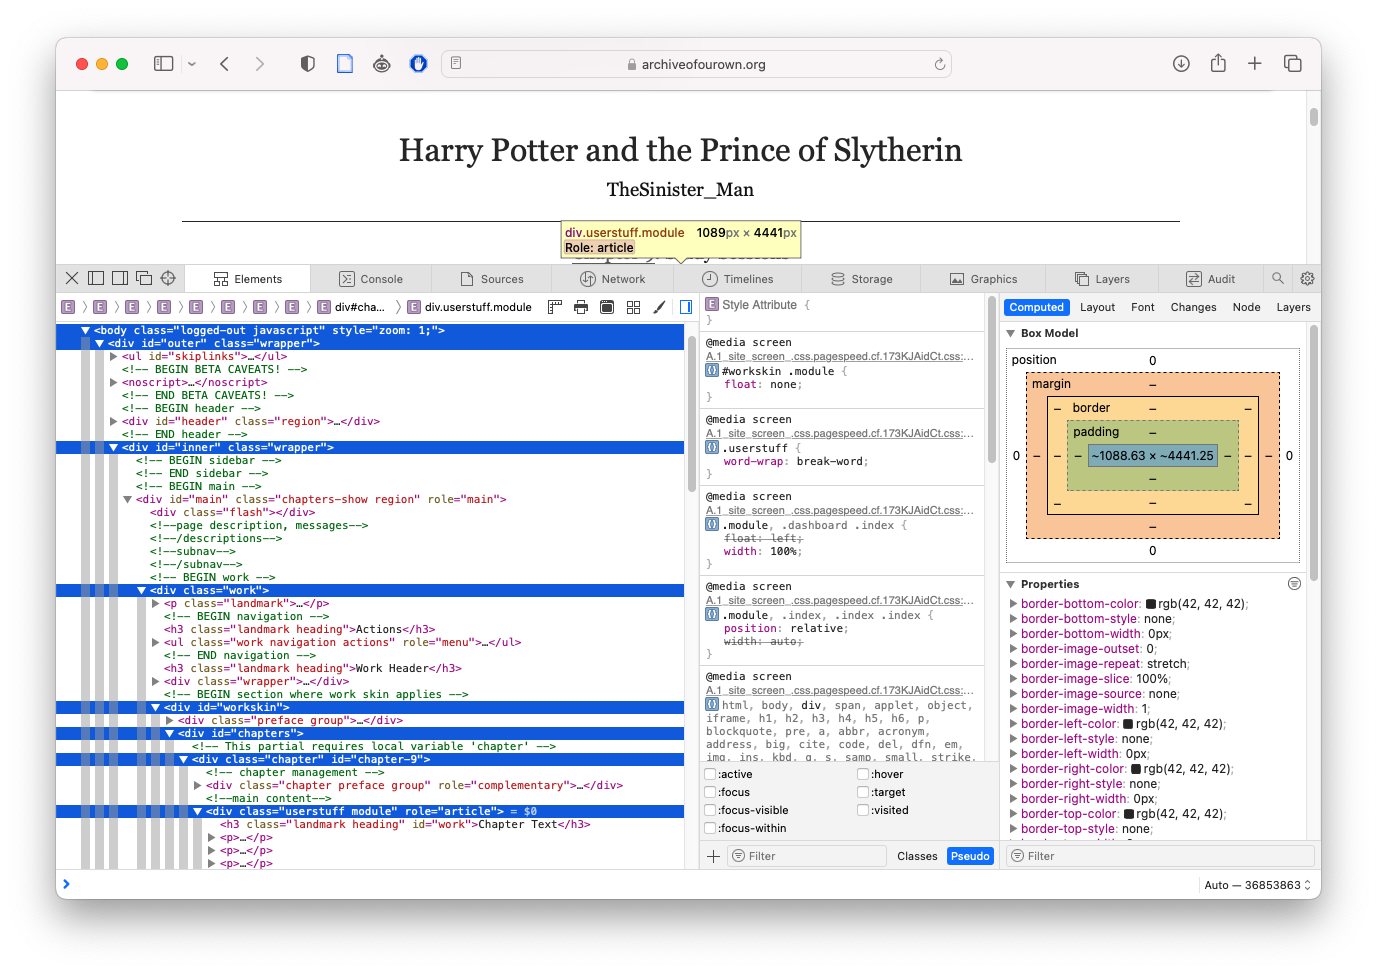 archiveofourown.org
Harry Potter and the Prince of Slytherin
TheSinister_Man
div.userstuff.module 1089px × 4441px
Role: article
Elements
Console
Sources
Network
Timelines
Storage
Graphics
Layers
Audit
E E E E E E E E E div#cha... E div.userstuff.module
<body class="logged-out javascript" style="zoom: 1;">
<div id="outer" class="wrapper">
<ul id="skiplinks">…</ul>
<!-- BEGIN BETA CAVEATS! -->
<noscript>…</noscript>
<!-- END BETA CAVEATS! -->
<!-- BEGIN header -->
<div id="header" class="region">…</div>
<!-- END header -->
<div id="inner" class="wrapper">
<!-- BEGIN sidebar -->
<!-- END sidebar -->
<!-- BEGIN main -->
<div id="main" class="chapters-show region" role="main">
<div class="flash"></div>
<!--page description, messages-->
<!--/descriptions-->
<!--subnav-->
<!--/subnav-->
<!-- BEGIN work -->
<div class="work">
<p class="landmark">…</p>
<!-- BEGIN navigation -->
<h3 class="landmark heading">Actions</h3>
<ul class="work navigation actions" role="menu">…</ul>
<!-- END navigation -->
<h3 class="landmark heading">Work Header</h3>
<div class="wrapper">…</div>
<!-- BEGIN section where work skin applies -->
<div id="workskin">
<div class="preface group">…</div>
<div id="chapters">
<!-- This partial requires local variable 'chapter' -->
<div class="chapter" id="chapter-9">
<!-- chapter management -->
<div class="chapter preface group" role="complementary">…</div>
<!--main content-->
<div class="userstuff module" role="article"> = $0
<h3 class="landmark heading" id="work">Chapter Text</h3>
<p>…</p>
<p>…</p>
<p>…</p>
E Style Attribute {
}
@media screen
A.1_site_screen_.css.pagespeed.cf.173KJAidCt.css:…
#workskin .module {
float: none;
}
@media screen
A.1_site_screen_.css.pagespeed.cf.173KJAidCt.css:…
.userstuff {
word-wrap: break-word;
}
@media screen
A.1_site_screen_.css.pagespeed.cf.173KJAidCt.css:…
.module, .dashboard .index {
float: left;
width: 100%;
}
@media screen
A.1_site_screen_.css.pagespeed.cf.173KJAidCt.css:…
.module, .index, .index .index {
position: relative;
width: auto;
}
@media screen
A.1_site_screen_.css.pagespeed.cf.173KJAidCt.css:…
html, body, div, span, applet, object,
iframe, h1, h2, h3, h4, h5, h6, p,
blockquote, pre, a, abbr, acronym,
address, big, cite, code, del, dfn, em,
img, ins, kbd, q, s, samp, small, strike,
:active :hover
:focus :target
:focus-visible :visited
:focus-within
Filter Classes Pseudo
Computed Layout Font Changes Node Layers
Box Model
position 0
margin –
– border – –
padding –
0 – – – ~1088.63 × ~4441.25 – – – 0
–
– – –
–
0
Properties
border-bottom-color: rgb(42, 42, 42);
border-bottom-style: none;
border-bottom-width: 0px;
border-image-outset: 0;
border-image-repeat: stretch;
border-image-slice: 100%;
border-image-source: none;
border-image-width: 1;
border-left-color: rgb(42, 42, 42);
border-left-style: none;
border-left-width: 0px;
border-right-color: rgb(42, 42, 42);
border-right-style: none;
border-right-width: 0px;
border-top-color: rgb(42, 42, 42);
border-top-style: none;
Filter
Auto — 36853863